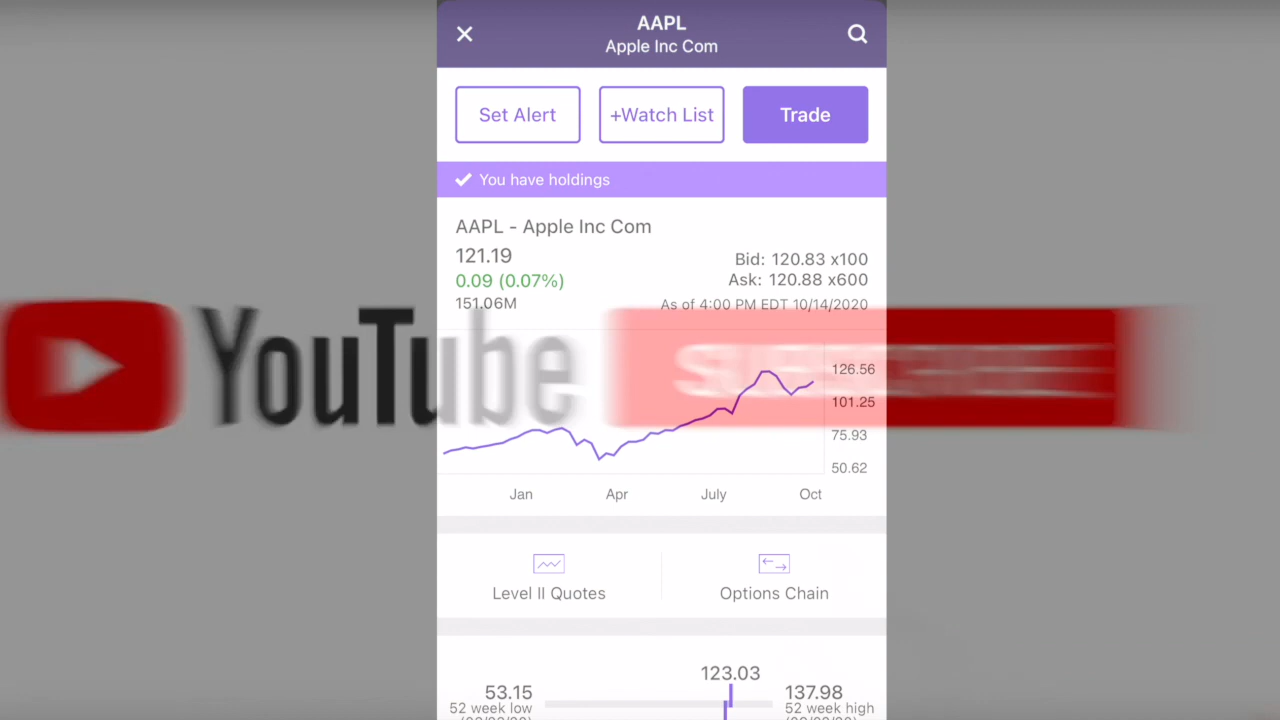 AAPL
Apple Inc Com
Set Alert
+Watch List
Trade
You have holdings
AAPL - Apple Inc Com
121.19
0.09 (0.07%)
151.06M
Bid: 120.83 x100
Ask: 120.88 x600
As of 4:00 PM EDT 10/14/2020
YouTube
126.56
101.25
75.93
50.62
Jan
Apr
July
Oct
Level II Quotes
Options Chain
123.03
53.15
52 week low
137.98
52 week high